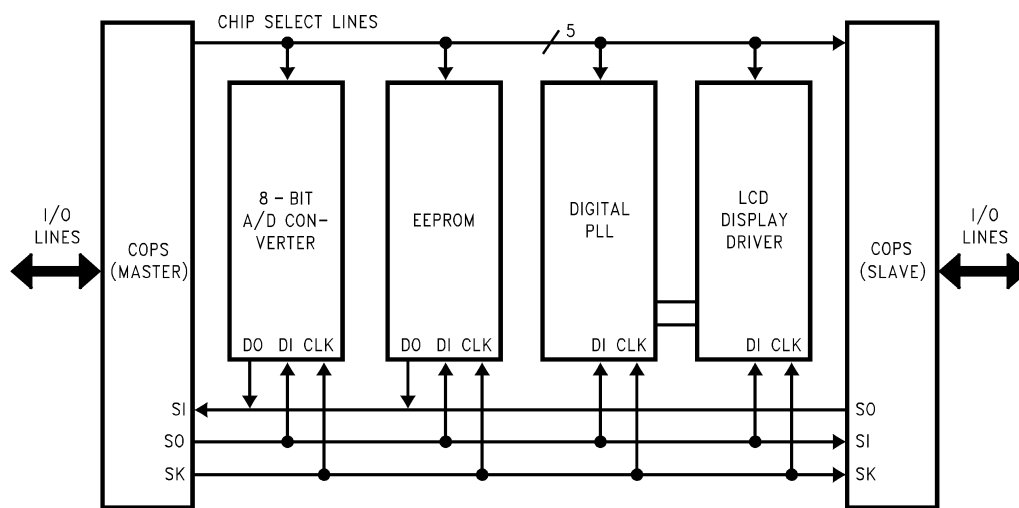 CHIP SELECT LINES
5
I/O
LINES
COPS
(MASTER)
8 – BIT
A/D CON–
VERTER
EEPROM
DIGITAL
PLL
LCD
DISPLAY
DRIVER
COPS
(SLAVE)
I/O
LINES
DO DI CLK
DO DI CLK
DI CLK
DI CLK
SI
SO
SO
SI
SK
SK